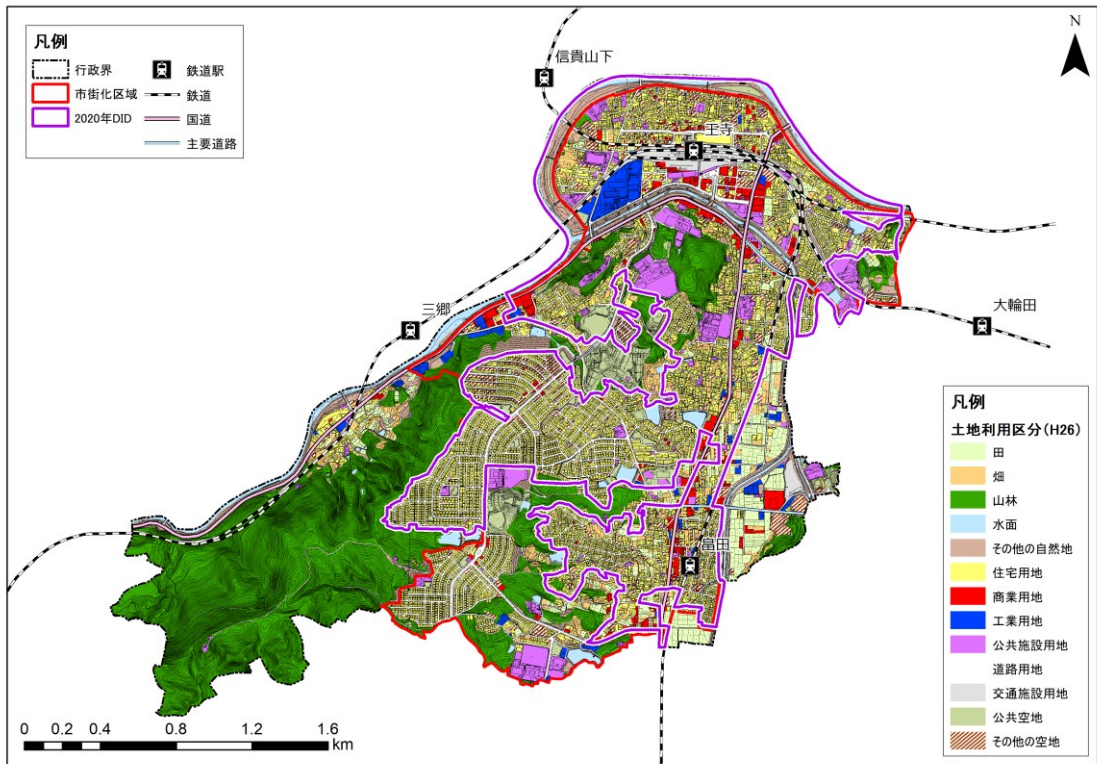 凡例
行政界
鉄道駅
市街化区域
鉄道
2020年DID
国道
主要道路
N
信貴山下
王寺
三郷
大輪田
畠田
凡例
土地利用区分(H26)
田
畑
山林
水面
その他の自然地
住宅用地
商業用地
工業用地
公共施設用地
道路用地
交通施設用地
公共空地
その他の空地
0 0.2 0.4 0.8 1.2 1.6
km